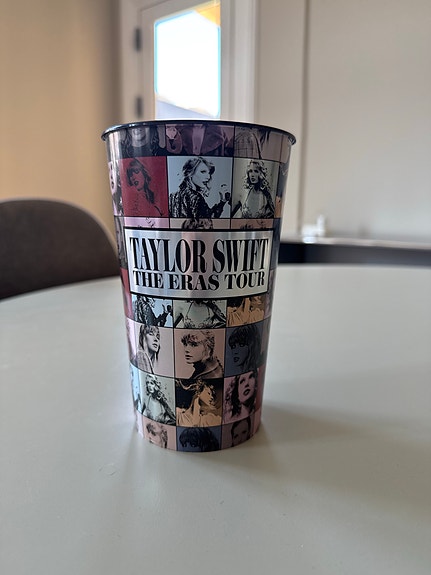 TAYLOR SWIFT
THE ERAS TOUR